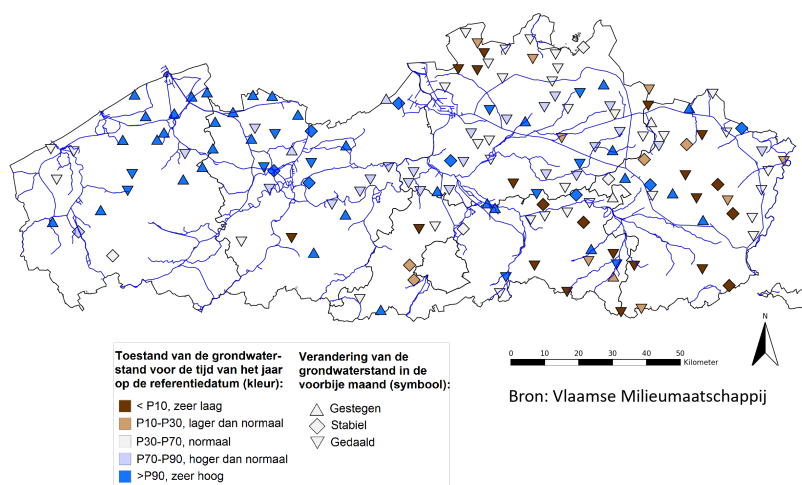 Toestand van de grondwater-
stand voor de tijd van het jaar
op de referentiedatum (kleur):
< P10, zeer laag
P10-P30, lager dan normaal
P30-P70, normaal
P70-P90, hoger dan normaal
>P90, zeer hoog
Verandering van de
grondwaterstand in de
voorbije maand (symbool):
Gestegen
Stabiel
Gedaald
N
0 10 20 30 40 50
Kilometer
Bron: Vlaamse Milieumaatschappij